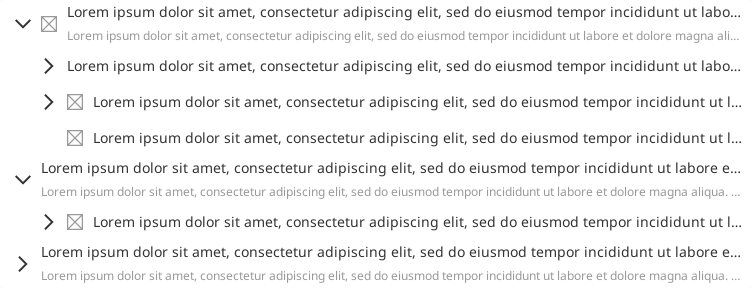 Lorem ipsum dolor sit amet, consectetur adipiscing elit, sed do eiusmod tempor incididunt ut labo...
Lorem ipsum dolor sit amet, consectetur adipiscing elit, sed do eiusmod tempor incididunt ut labore et dolore magna ali...
Lorem ipsum dolor sit amet, consectetur adipiscing elit, sed do eiusmod tempor incididunt ut labo...
Lorem ipsum dolor sit amet, consectetur adipiscing elit, sed do eiusmod tempor incididunt ut l...
Lorem ipsum dolor sit amet, consectetur adipiscing elit, sed do eiusmod tempor incididunt ut l...
Lorem ipsum dolor sit amet, consectetur adipiscing elit, sed do eiusmod tempor incididunt ut labore e...
Lorem ipsum dolor sit amet, consectetur adipiscing elit, sed do eiusmod tempor incididunt ut labore et dolore magna aliqua. ...
Lorem ipsum dolor sit amet, consectetur adipiscing elit, sed do eiusmod tempor incididunt ut l...
Lorem ipsum dolor sit amet, consectetur adipiscing elit, sed do eiusmod tempor incididunt ut labore e...
Lorem ipsum dolor sit amet, consectetur adipiscing elit, sed do eiusmod tempor incididunt ut labore et dolore magna aliqua. ...